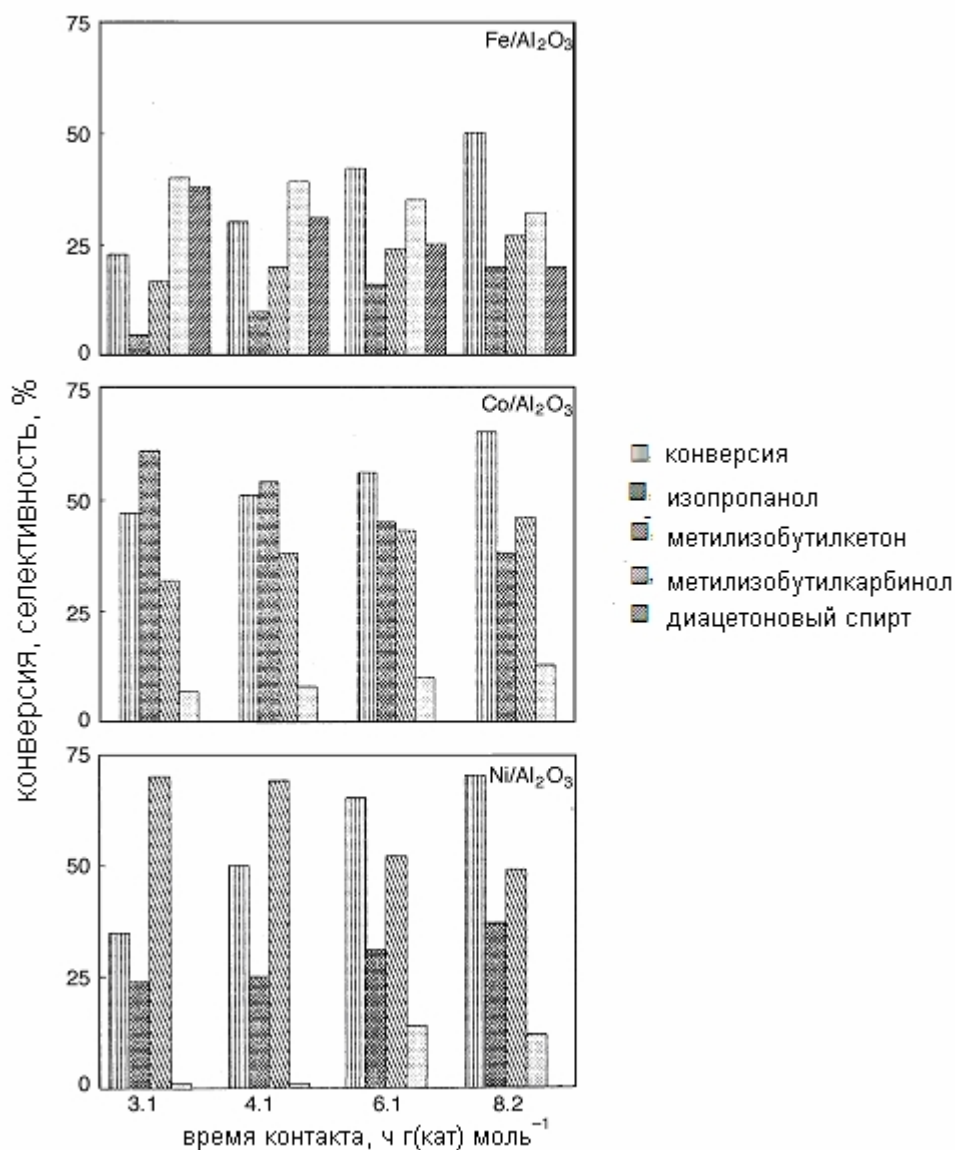 75
Fe/Al₂O₃
50
25
0
75
Co/Al₂O₃
50
25
0
75
Ni/Al₂O₃
50
25
0
3.1 4.1 6.1 8.2
время контакта, ч г(кат) моль⁻¹
конверсия, селективность, %
конверсия
изопропанол
метилизобутилкетон
метилизобутилкарбинол
диацетоновый спирт